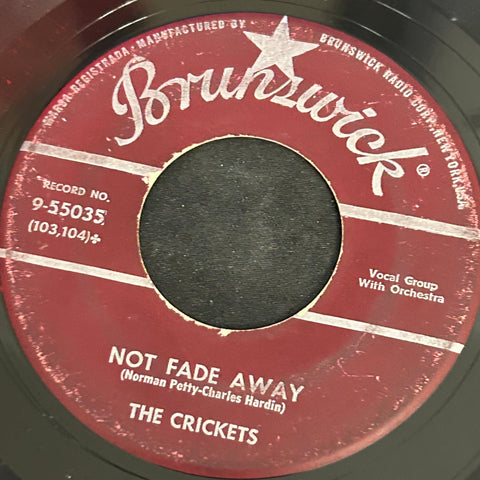 MARCA REGISTRADA · MANUFACTURED BY BRUNSWICK RADIO CORP., NEW YORK, USA
Brunswick®
RECORD NO.
9-55035
(103,104)+
Vocal Group
With Orchestra
NOT FADE AWAY
(Norman Petty-Charles Hardin)
THE CRICKETS